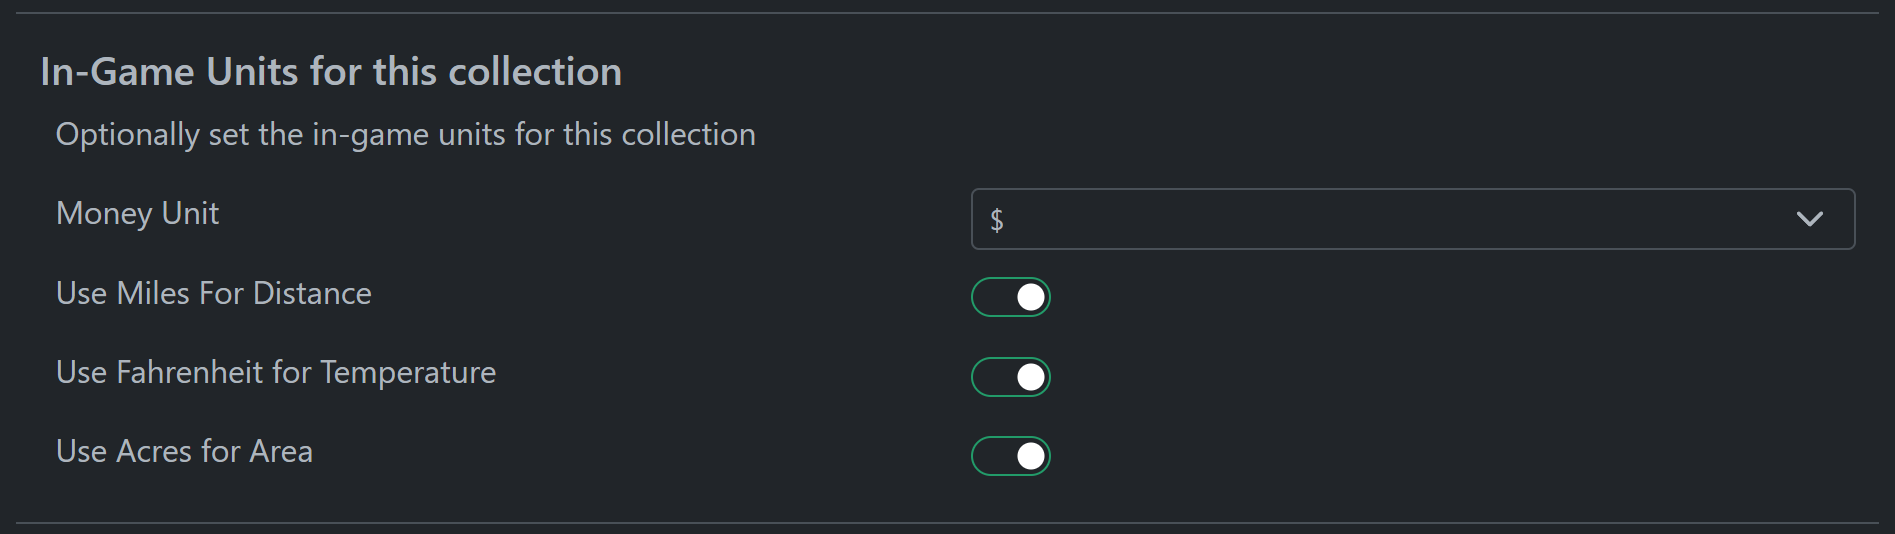 In-Game Units for this collection
Optionally set the in-game units for this collection
Money Unit
$
Use Miles For Distance
Use Fahrenheit for Temperature
Use Acres for Area